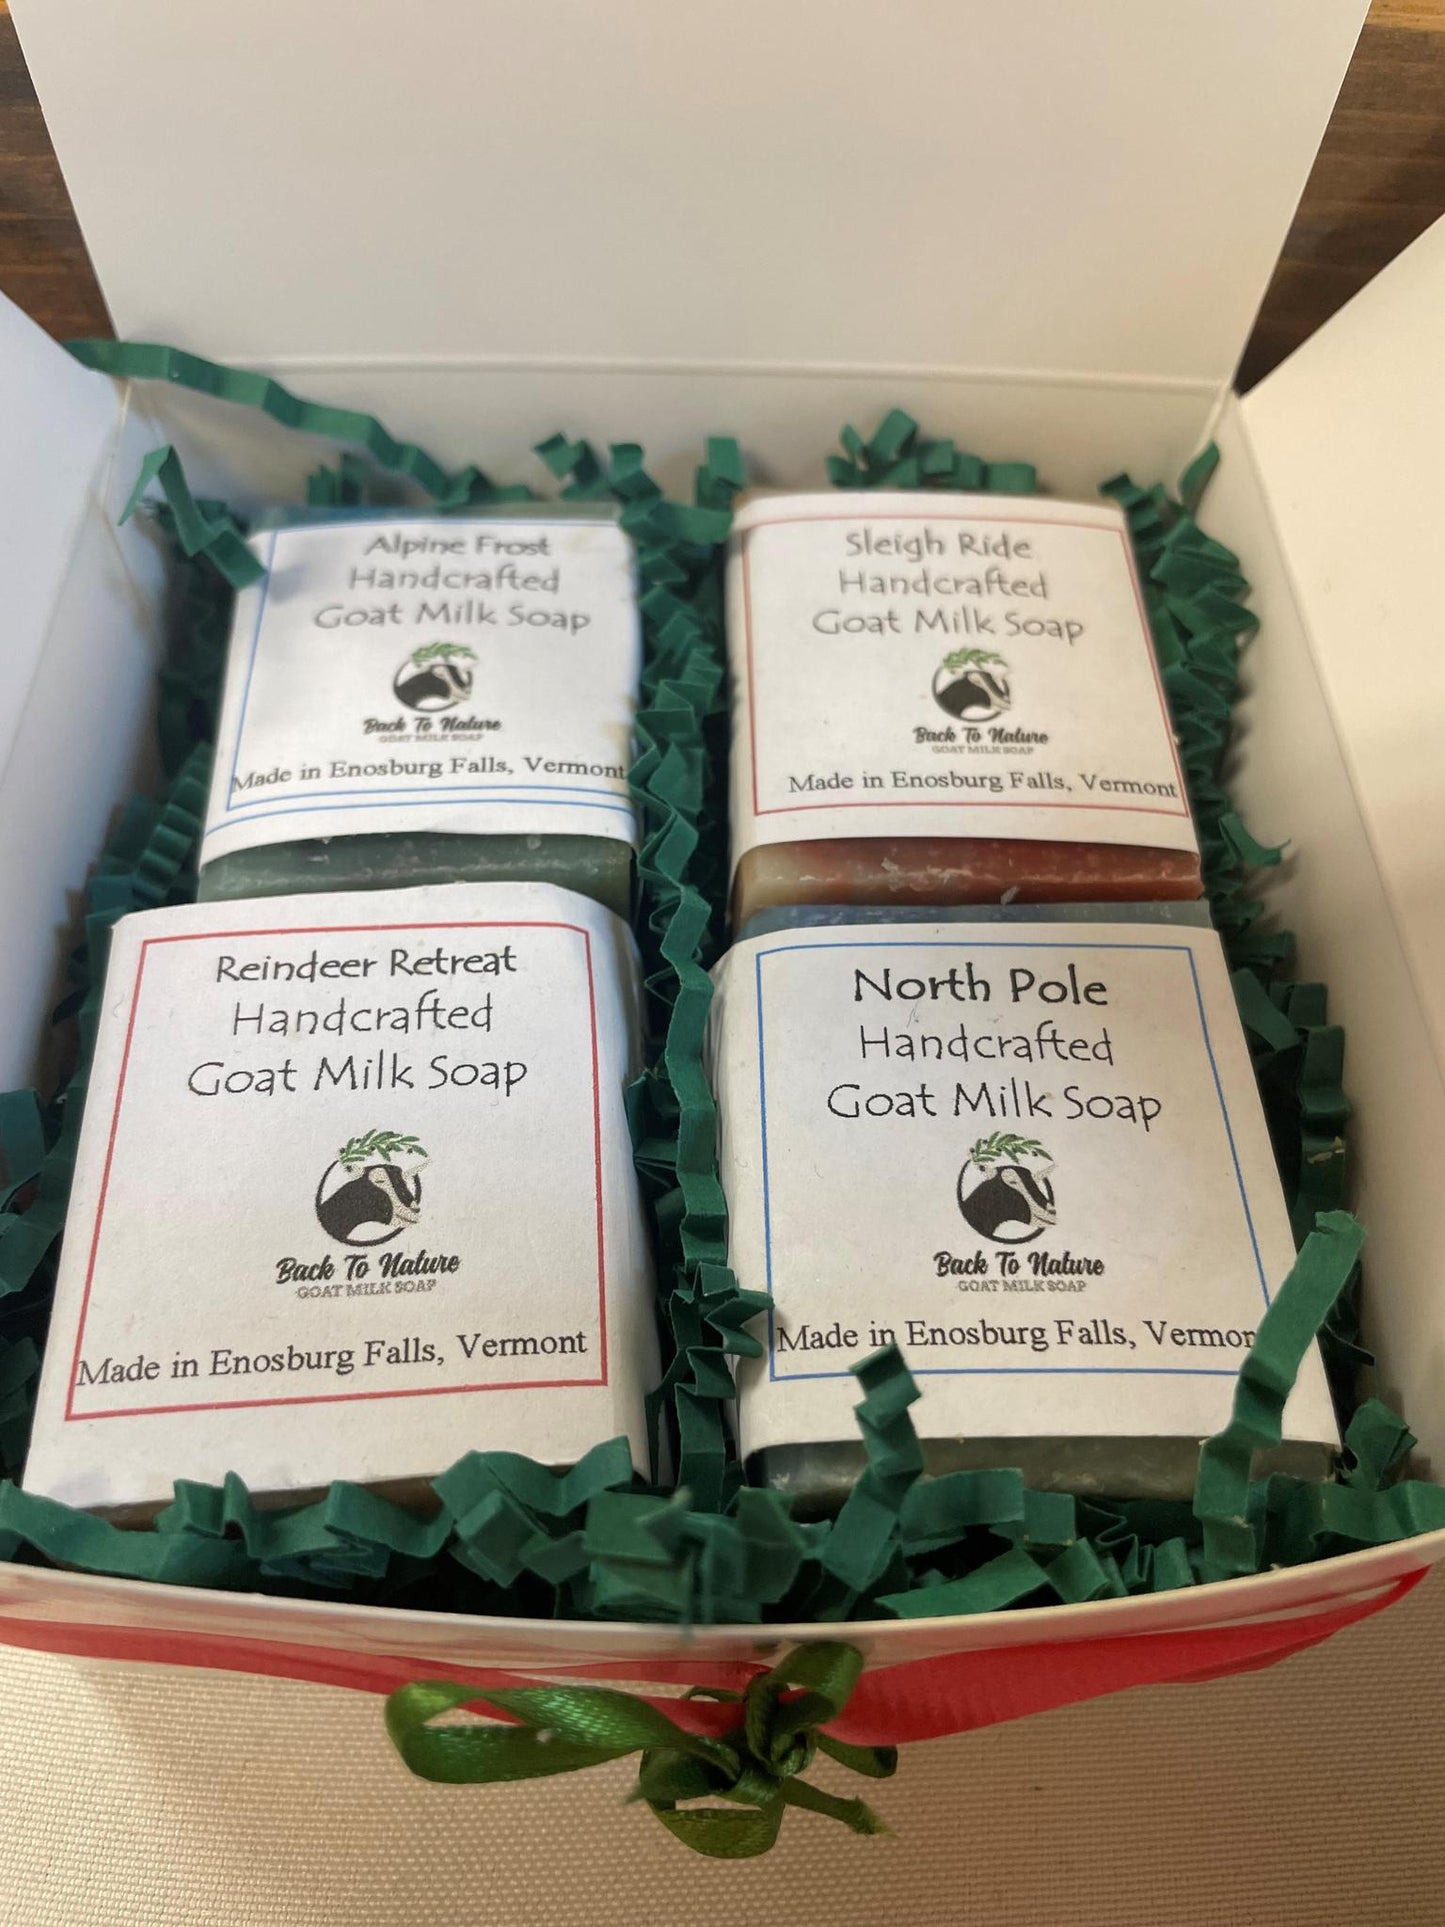 Alpine Frost
Handcrafted
Goat Milk Soap
Back To Nature
GOAT MILK SOAP
Made in Enosburg Falls, Vermont
Sleigh Ride
Handcrafted
Goat Milk Soap
Back To Nature
GOAT MILK SOAP
Made in Enosburg Falls, Vermont
Reindeer Retreat
Handcrafted
Goat Milk Soap
Back To Nature
GOAT MILK SOAP
Made in Enosburg Falls, Vermont
North Pole
Handcrafted
Goat Milk Soap
Back To Nature
GOAT MILK SOAP
Made in Enosburg Falls, Vermon